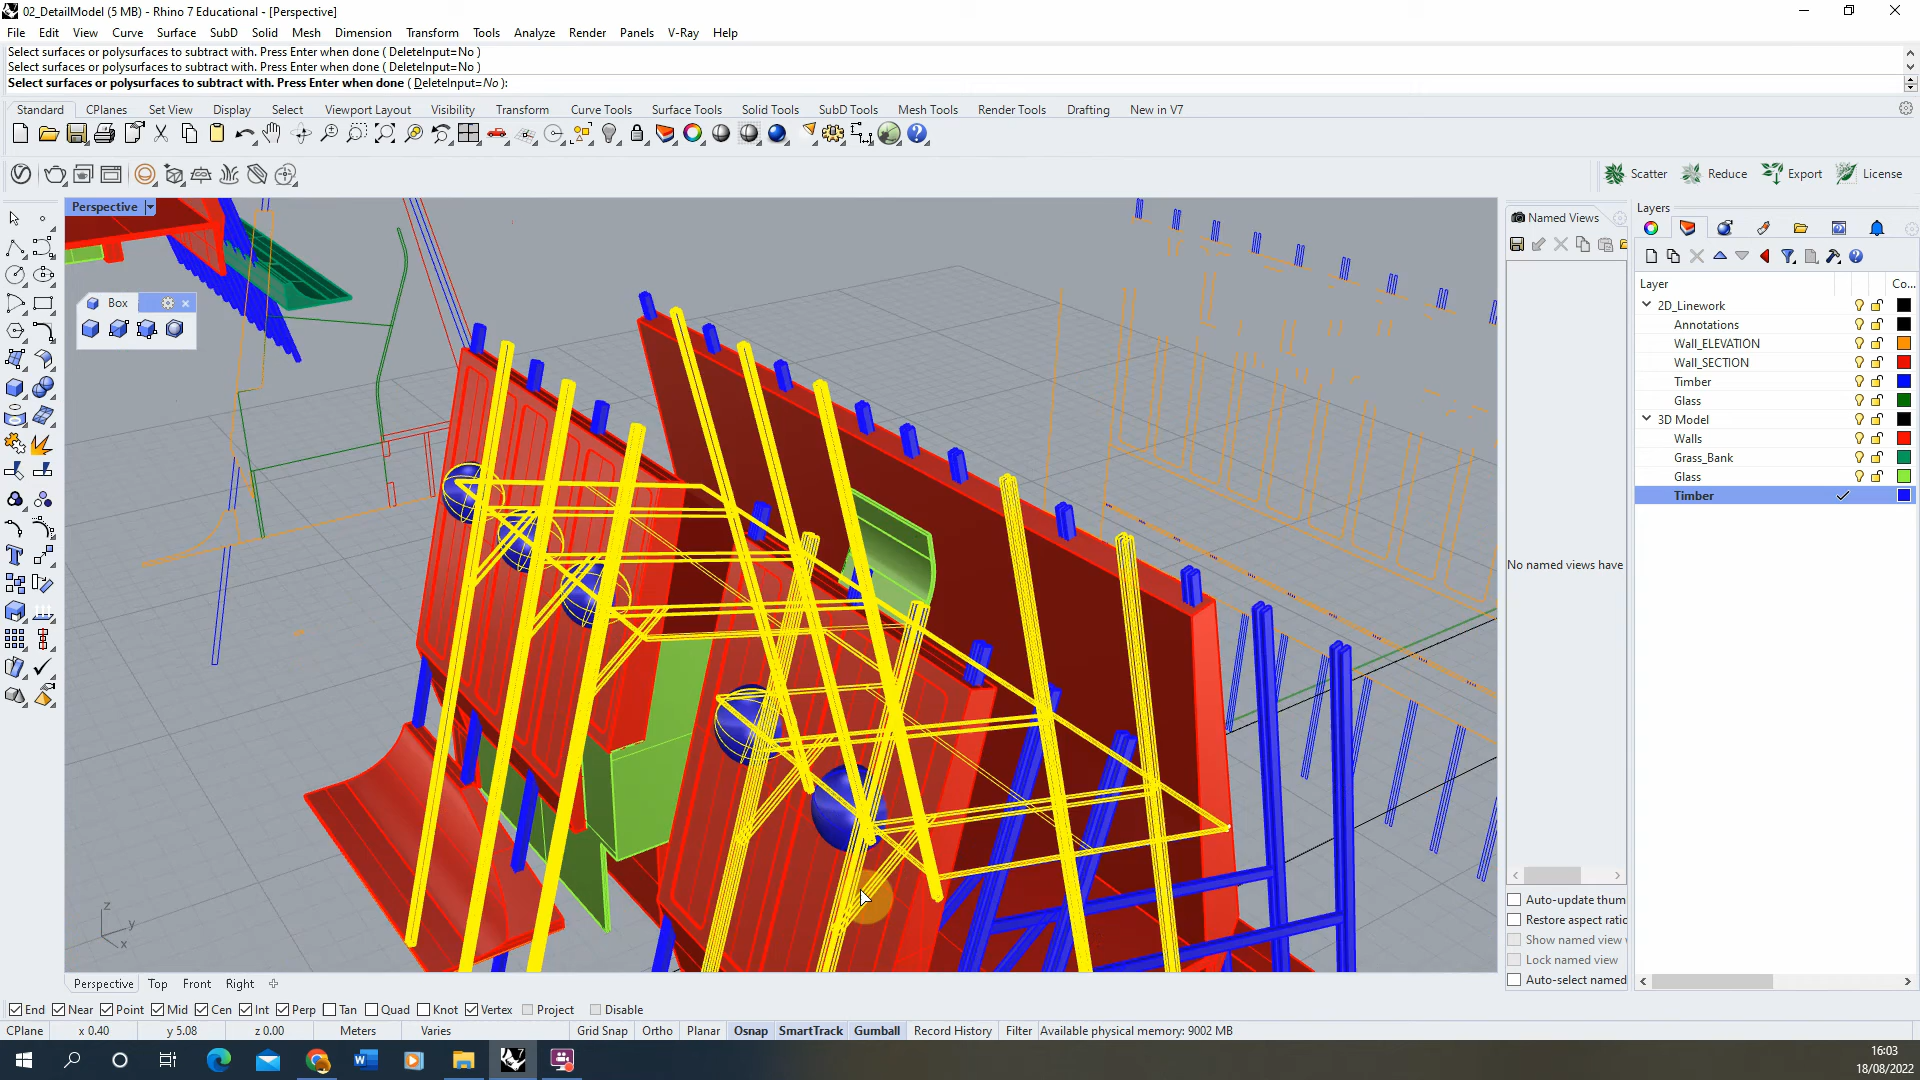 02_DetailModel (5 MB) - Rhino 7 Educational - [Perspective]
File Edit View Curve Surface SubD Solid Mesh Dimension Transform Tools Analyze Render Panels V-Ray Help
Select surfaces or polysurfaces to subtract with. Press Enter when done ( DeleteInput=No )
Select surfaces or polysurfaces to subtract with. Press Enter when done ( DeleteInput=No )
Select surfaces or polysurfaces to subtract with. Press Enter when done ( DeleteInput=No ):
Standard CPlanes Set View Display Select Viewport Layout Visibility Transform Curve Tools Surface Tools Solid Tools SubD Tools Mesh Tools Render Tools Drafting New in V7
Scatter Reduce Export License
Perspective
Box
Named Views
No named views have
Auto-update thum
Restore aspect ratio
Show named view
Lock named view
Auto-select named
Layers
Layer Co...
2D_Linework
Annotations
Wall_ELEVATION
Wall_SECTION
Timber
Glass
3D Model
Walls
Grass_Bank
Glass
Timber
z
y
x
Perspective Top Front Right
End Near Point Mid Cen Int Perp Tan Quad Knot Vertex Project Disable
CPlane x 0.40 y 5.08 z 0.00 Meters Varies Grid Snap Ortho Planar Osnap SmartTrack Gumball Record History Filter Available physical memory: 9002 MB
16:03
18/08/2022